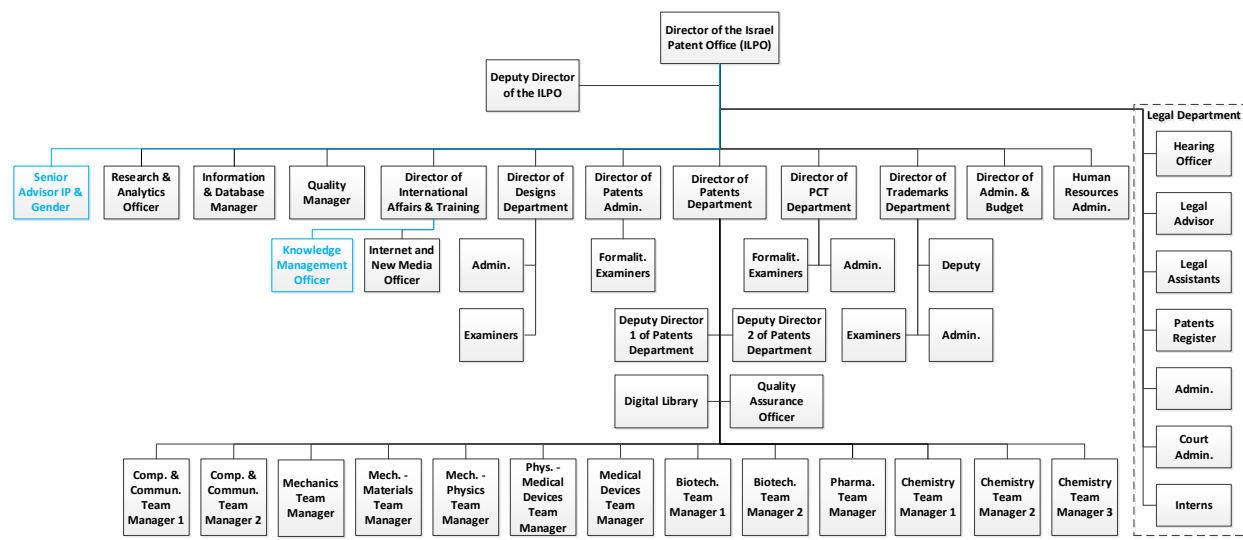 Director of the Israel
Patent Office (ILPO)
Deputy Director
of the ILPO
Legal Department
Hearing
Officer
Legal
Advisor
Legal
Assistants
Patents
Register
Admin.
Court
Admin.
Interns
Senior
Advisor IP &
Gender
Research &
Analytics
Officer
Information
& Database
Manager
Quality
Manager
Director of
International
Affairs & Training
Director of
Designs
Department
Director of
Patents
Admin.
Director of
Patents
Department
Director of
PCT
Department
Director of
Trademarks
Department
Director of
Admin. &
Budget
Human
Resources
Admin.
Knowledge
Management
Officer
Internet and
New Media
Officer
Admin.
Formalit.
Examiners
Formalit.
Examiners
Admin.
Deputy
Examiners
Deputy Director
1 of Patents
Department
Deputy Director
2 of Patents
Department
Examiners
Admin.
Digital Library
Quality
Assurance
Officer
Comp. &
Commun.
Team
Manager 1
Comp. &
Commun.
Team
Manager 2
Mechanics
Team
Manager
Mech. -
Materials
Team
Manager
Mech. -
Physics
Team
Manager
Phys. -
Medical
Devices
Team
Manager
Medical
Devices
Team
Manager
Biotech.
Team
Manager 1
Biotech.
Team
Manager 2
Pharma.
Team
Manager
Chemistry
Team
Manager 1
Chemistry
Team
Manager 2
Chemistry
Team
Manager 3